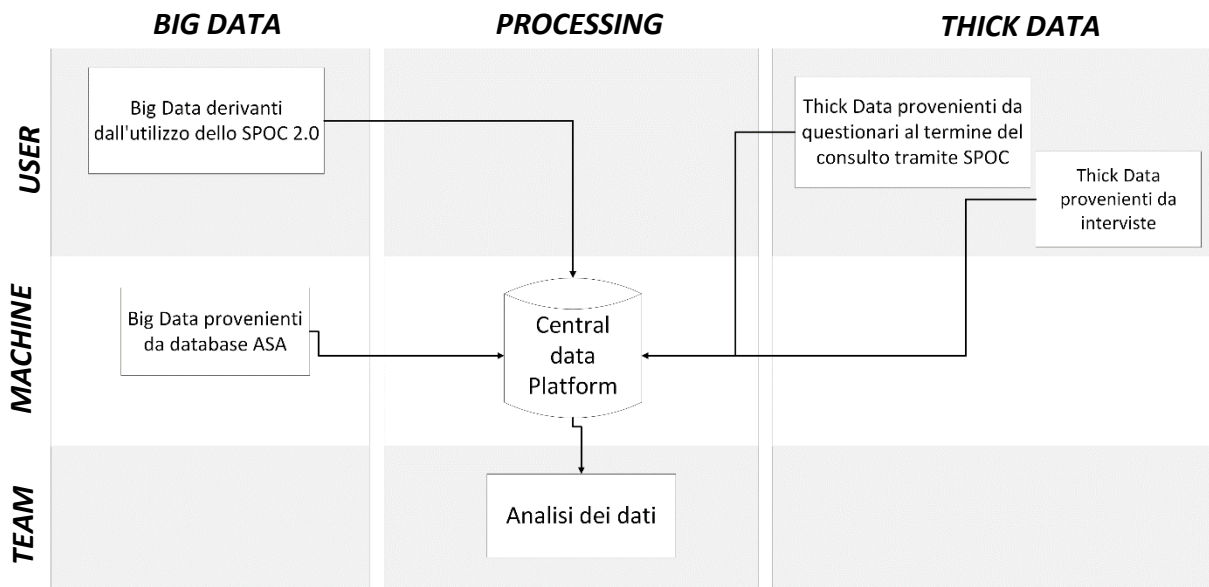 BIG DATA
PROCESSING
THICK DATA
USER
Big Data derivanti
dall'utilizzo dello SPOC 2.0
Thick Data provenienti da
questionari al termine del
consulto tramite SPOC
Thick Data
provenienti da
interviste
MACHINE
Big Data provenienti
da database ASA
Central
data
Platform
TEAM
Analisi dei dati